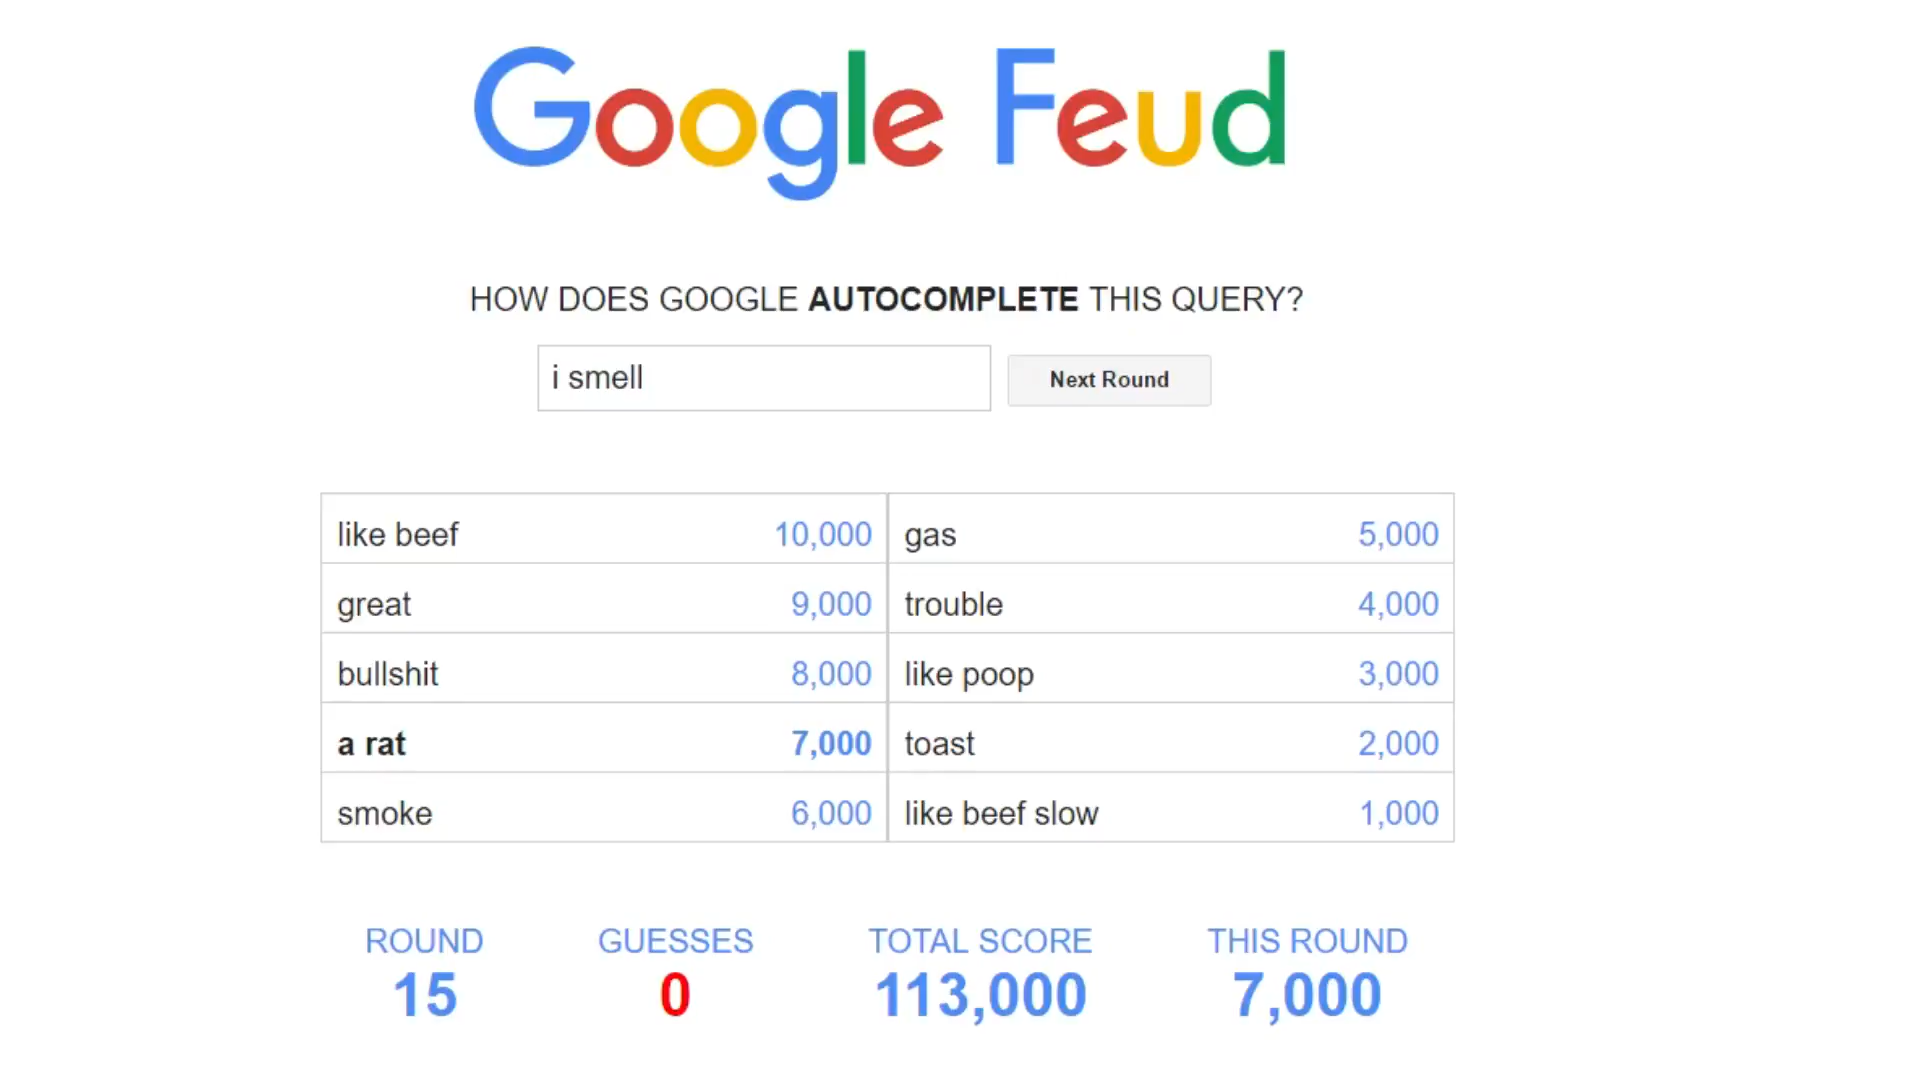 Google Feud
HOW DOES GOOGLE AUTOCOMPLETE THIS QUERY?
i smell
Next Round
like beef 10,000
great 9,000
bullshit 8,000
a rat 7,000
smoke 6,000
gas 5,000
trouble 4,000
like poop 3,000
toast 2,000
like beef slow 1,000
ROUND
15
GUESSES
0
TOTAL SCORE
113,000
THIS ROUND
7,000